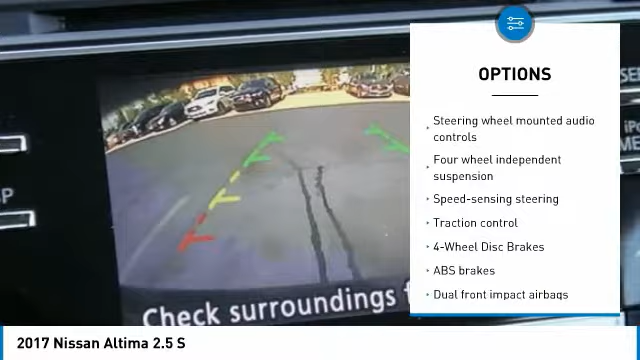 OPTIONS
Steering wheel mounted audio
controls
Four wheel independent
suspension
Speed-sensing steering
Traction control
4-Wheel Disc Brakes
ABS brakes
Dual front impact airbags
Check surroundings
2017 Nissan Altima 2.5 S